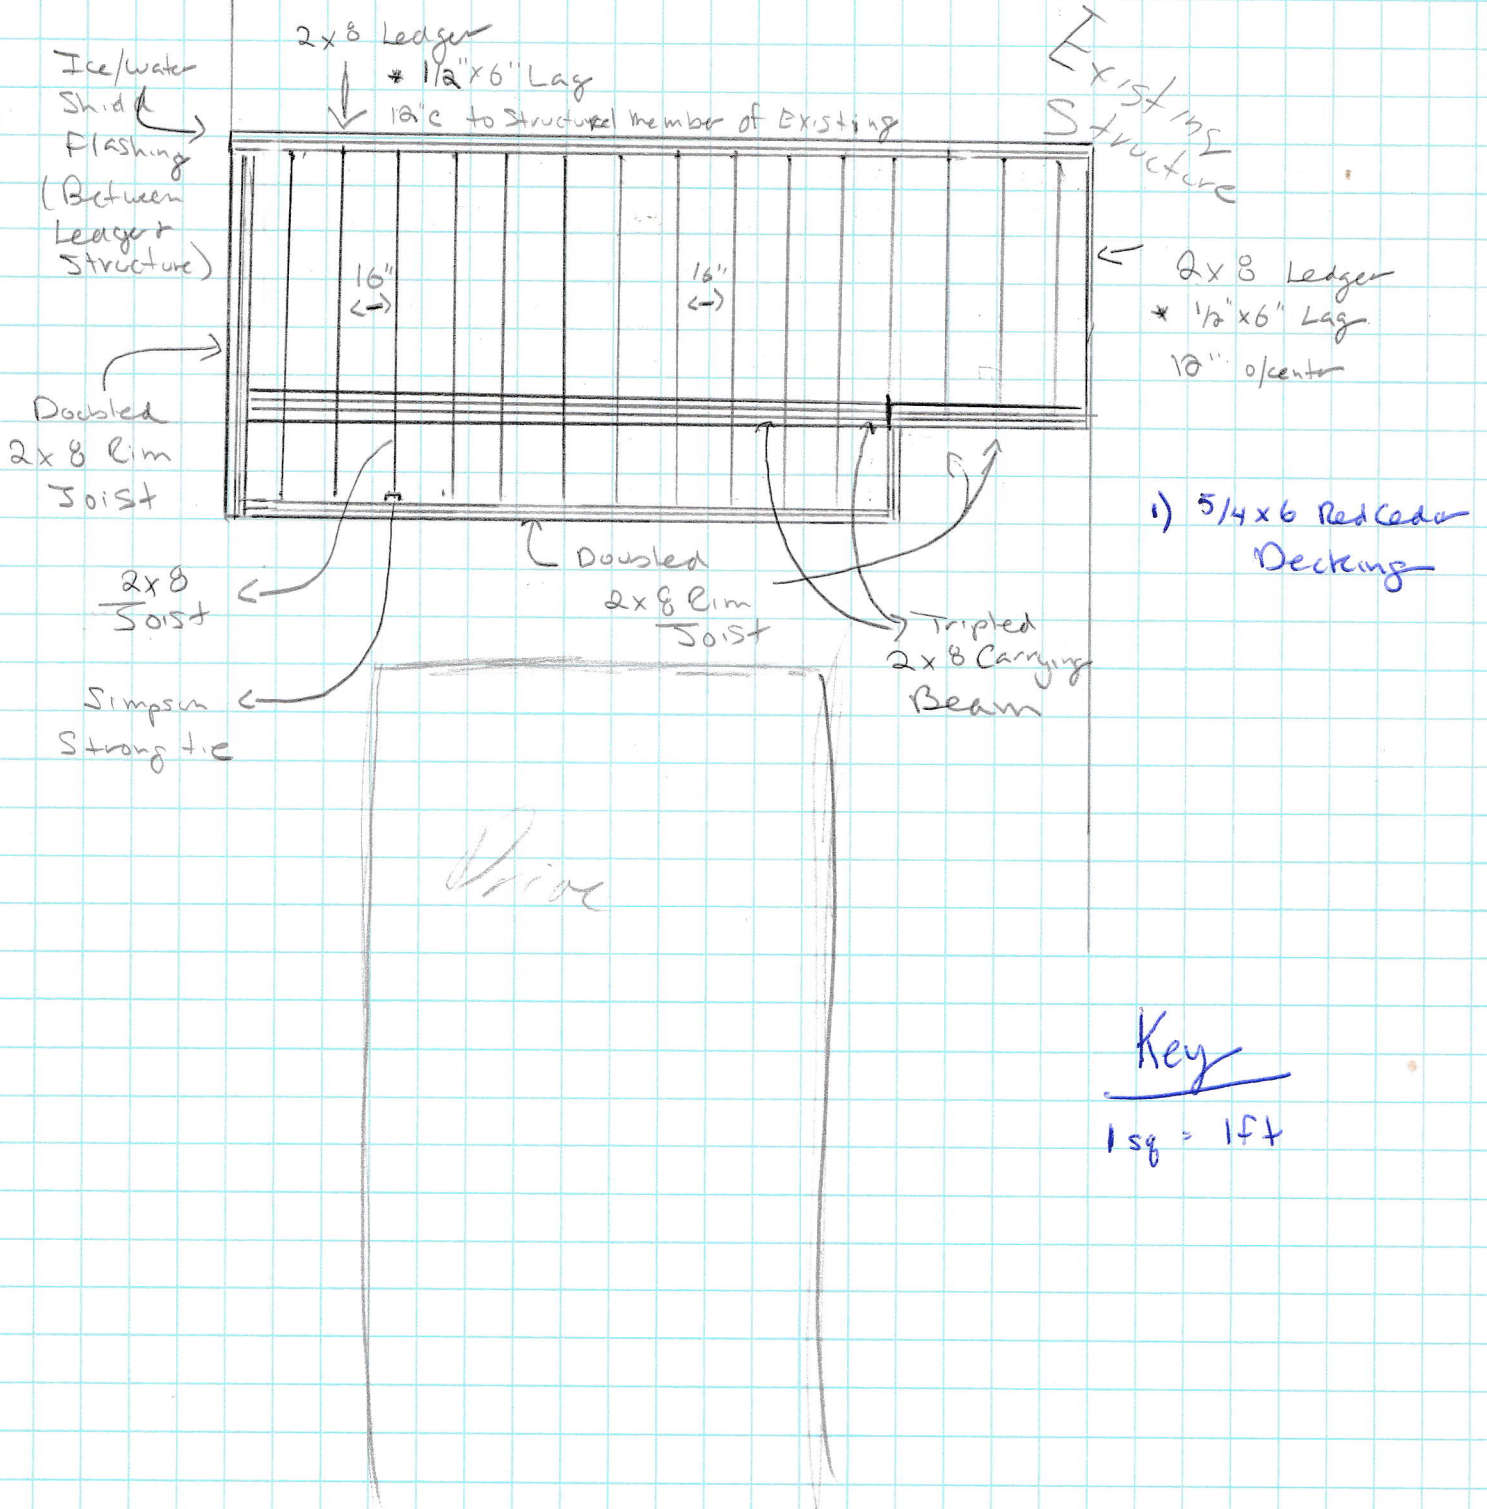 2x8 Ledger
* 1/2"x6" Lag
12"c to Structural member of Existing
Existing
Structure
Ice/water
Shield
Flashing
(Between
Ledger +
Structure)
16"
16"
2x8 Ledger
* 1/2"x6" Lag
12" o/center
Doubled
2x8 Rim
Joist
1) 5/4x6 Red Cedar
Decking
2x8
Joist
Doubled
2x8 Rim
Joist
Tripled
2x8 Carrying
Beam
Simpson
Strong tie
Drive
Key
1 sq = 1ft